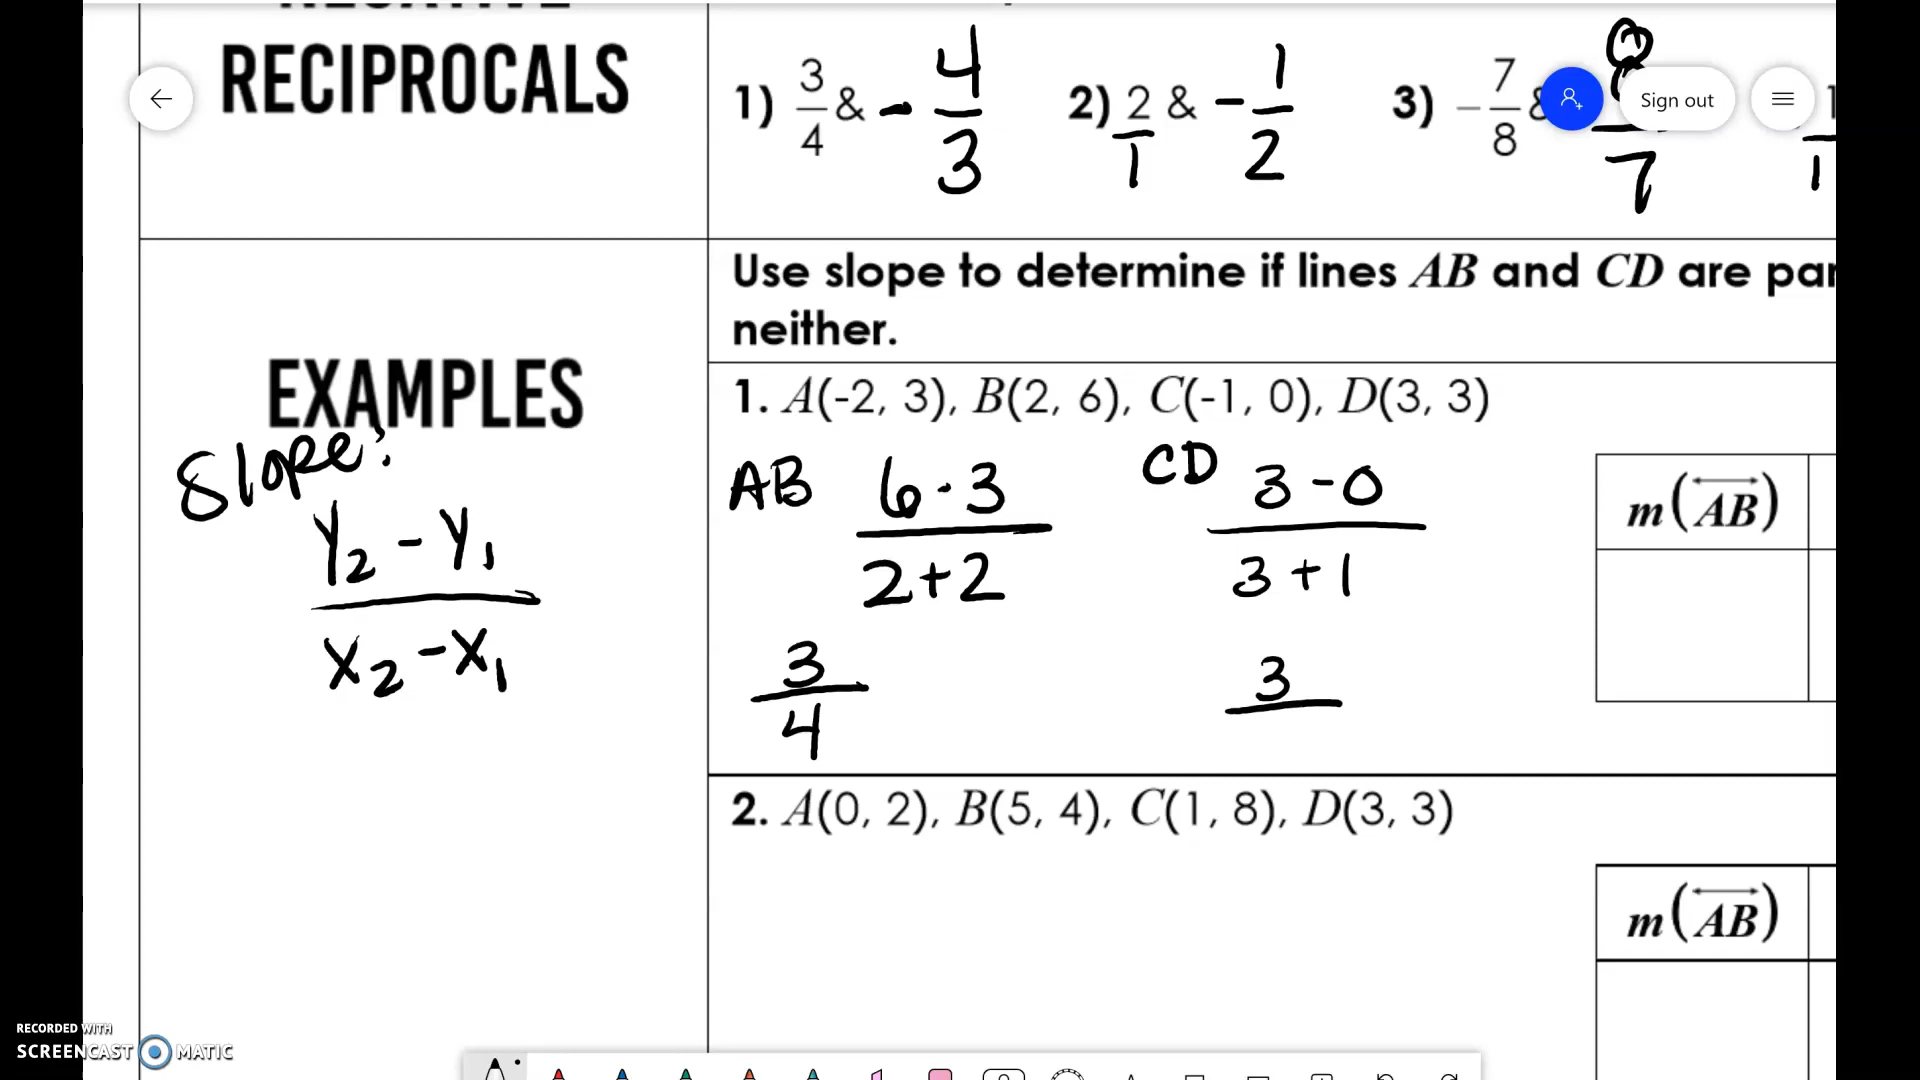 RECIPROCALS
1) 3/4 & - 4/3 2) 2/1 & - 1/2 3) - 7/8 & 8/7
Sign out
Use slope to determine if lines AB and CD are par
neither.
EXAMPLES
Slope:
y₂ - y₁
x₂ - x₁
1. A(-2, 3), B(2, 6), C(-1, 0), D(3, 3)
AB 6 - 3 CD 3 - 0
2 + 2 3 + 1
3 3
4
m(AB)
2. A(0, 2), B(5, 4), C(1, 8), D(3, 3)
m(AB)
RECORDED WITH
SCREENCAST MATIC